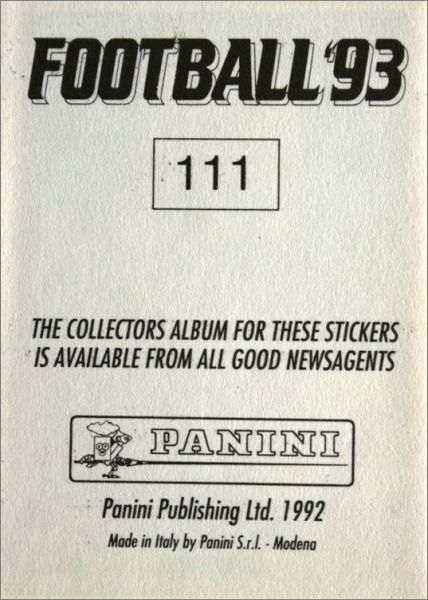 FOOTBALL '93
111
THE COLLECTORS ALBUM FOR THESE STICKERS
IS AVAILABLE FROM ALL GOOD NEWSAGENTS
PANINI
Panini Publishing Ltd. 1992
Made in Italy by Panini S.r.l. - Modena